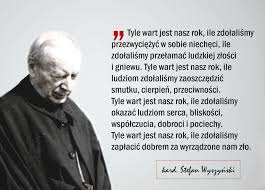 "Tyle wart jest nasz rok, ile zdołaliśmy
przezwyciężyć w sobie niechęci, ile
zdołaliśmy przełamać ludzkiej złości
i gniewu. Tyle wart jest nasz rok, ile
ludziom zdołaliśmy zaoszczędzić
smutku, cierpień, przeciwności.
Tyle wart jest nasz rok, ile zdołaliśmy
okazać ludziom serca, bliskości,
współczucia, dobroci i pociechy.
Tyle wart jest nasz rok, ile zdołaliśmy
zapłacić dobrem za wyrządzone nam zło.
kard. Stefan Wyszyński